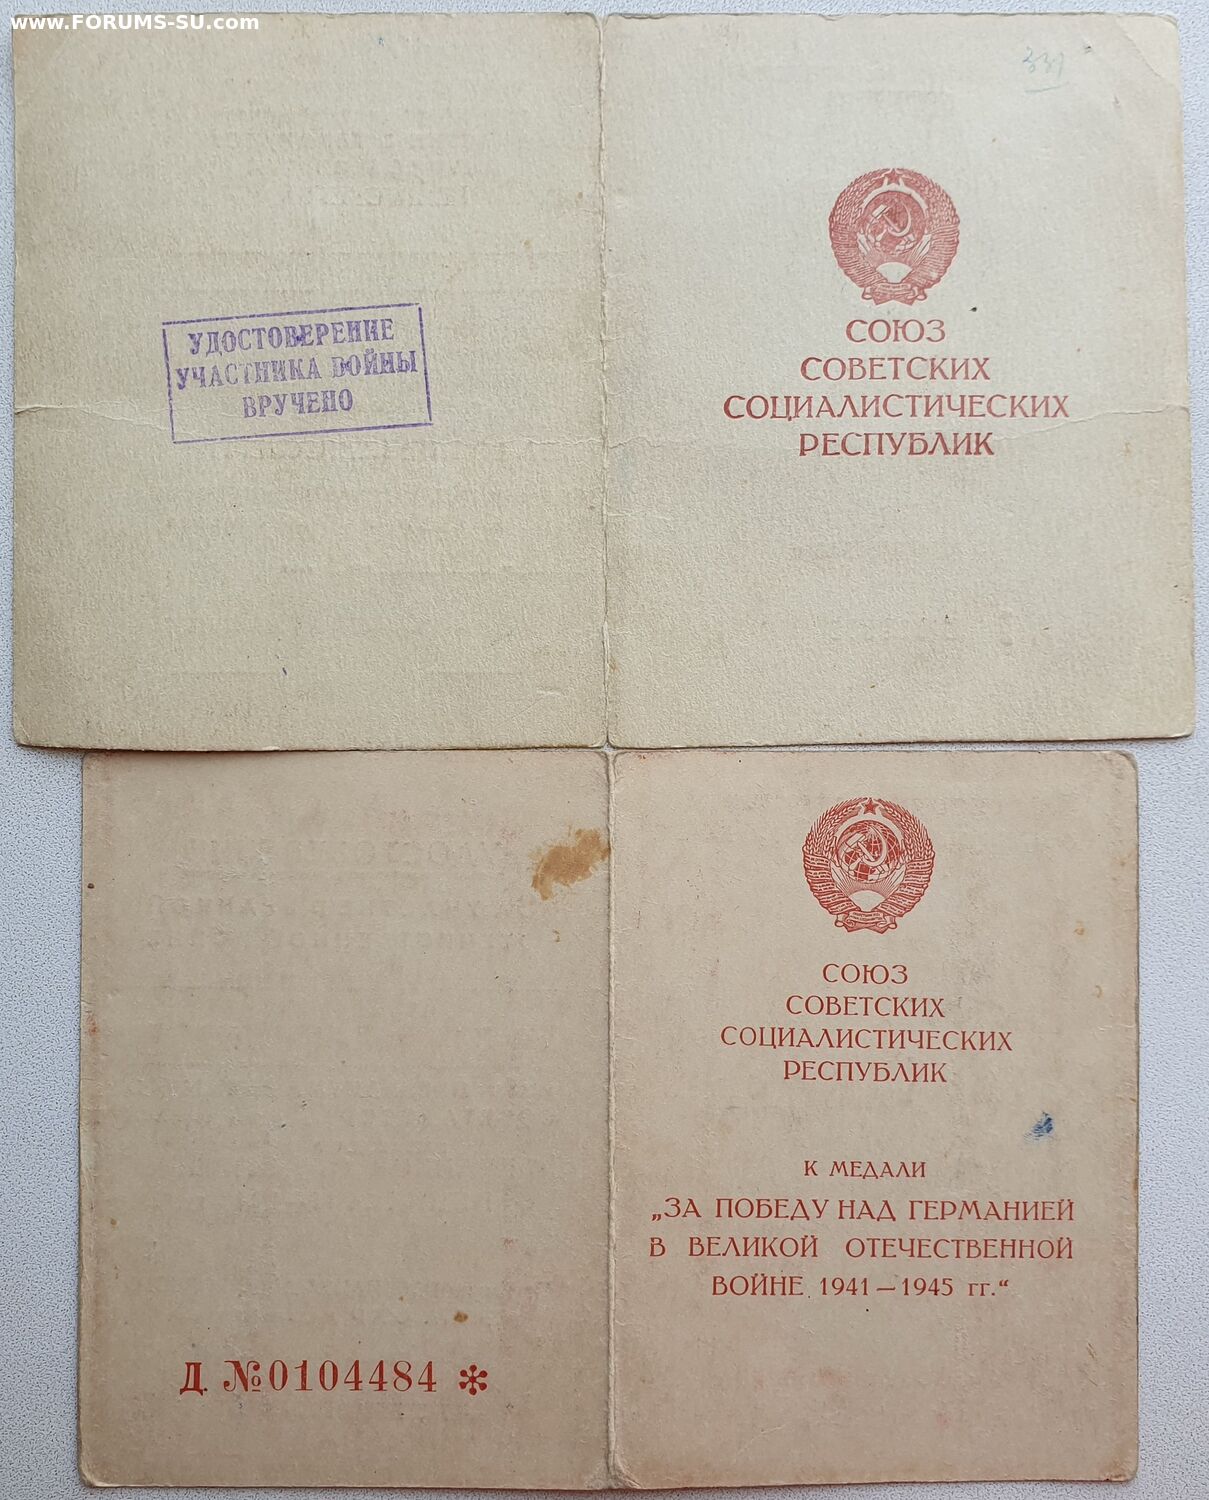 www.FORUMS-SU.com
331
УДОСТОВЕРЕНИЕ
УЧАСТНИКА ВОЙНЫ
ВРУЧЕНО
СОЮЗ
СОВЕТСКИХ
СОЦИАЛИСТИЧЕСКИХ
РЕСПУБЛИК
СОЮЗ
СОВЕТСКИХ
СОЦИАЛИСТИЧЕСКИХ
РЕСПУБЛИК
К МЕДАЛИ
„ЗА ПОБЕДУ НАД ГЕРМАНИЕЙ
В ВЕЛИКОЙ ОТЕЧЕСТВЕННОЙ
ВОЙНЕ 1941—1945 гг.“
Д. №0104484 *